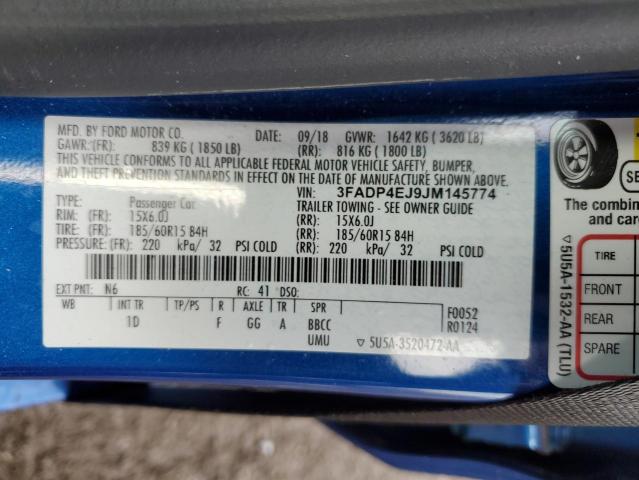 MFD. BY FORD MOTOR CO. DATE: 09/18 GVWR: 1642 KG ( 3620 LB)
GAWR: (FR): 839 KG ( 1850 LB) (RR): 816 KG ( 1800 LB)
THIS VEHICLE CONFORMS TO ALL APPLICABLE FEDERAL MOTOR VEHICLE SAFETY, BUMPER,
AND THEFT PREVENTION STANDARDS IN EFFECT ON THE DATE OF MANUFACTURE SHOWN ABOVE.
VIN: 3FADP4EJ9JM145774
TYPE: Passenger Car TRAILER TOWING - SEE OWNER GUIDE
RIM: (FR): 15X6.0J (RR): 15X6.0J
TIRE: (FR): 185/60R15 84H (RR): 185/60R15 84H
PRESSURE: (FR): 220 kPa/ 32 PSI COLD (RR): 220 kPa/ 32 PSI COLD
EXT PNT: N6 RC: 41 DSO:
WB INT TR TP/PS R AXLE TR SPR F0052
1D F GG A BBCC R0124
UMU ▽ 5U5A-3520472-AA
The combin
and car
TIRE
FRONT
REAR
SPARE
▽ 5U5A-1532-AA (TLU)